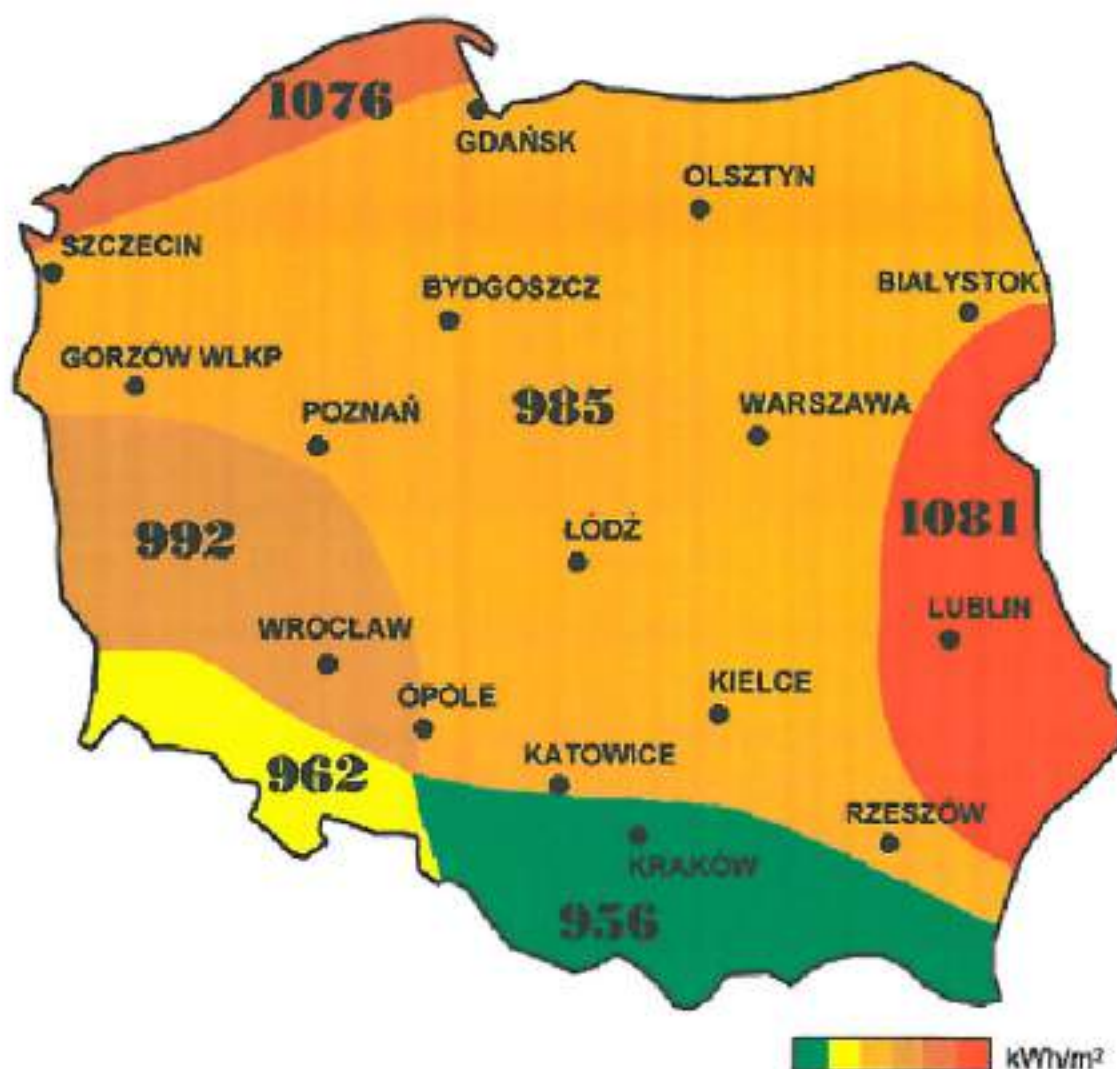 1076
GDAŃSK
OLSZTYN
SZCZECIN
BYDGOSZCZ
BIAŁYSTOK
GORZÓW WLKP
POZNAŃ
985
WARSZAWA
992
ŁÓDŹ
1081
WROCŁAW
LUBLIN
OPOLE
KIELCE
962
KATOWICE
RZESZÓW
KRAKÓW
956
kWh/m²